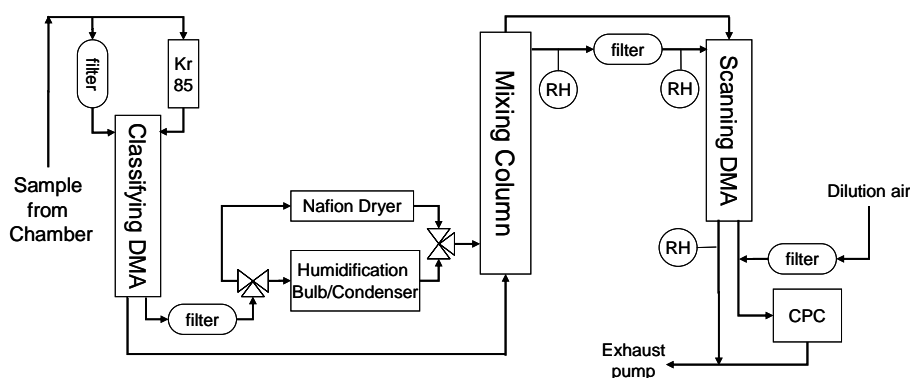 Sample
from
Chamber
filter
Kr
85
Classifying DMA
filter
Nafion Dryer
Humidification
Bulb/Condenser
Mixing Column
RH
filter
RH
Scanning DMA
RH
Dilution air
filter
CPC
Exhaust
pump